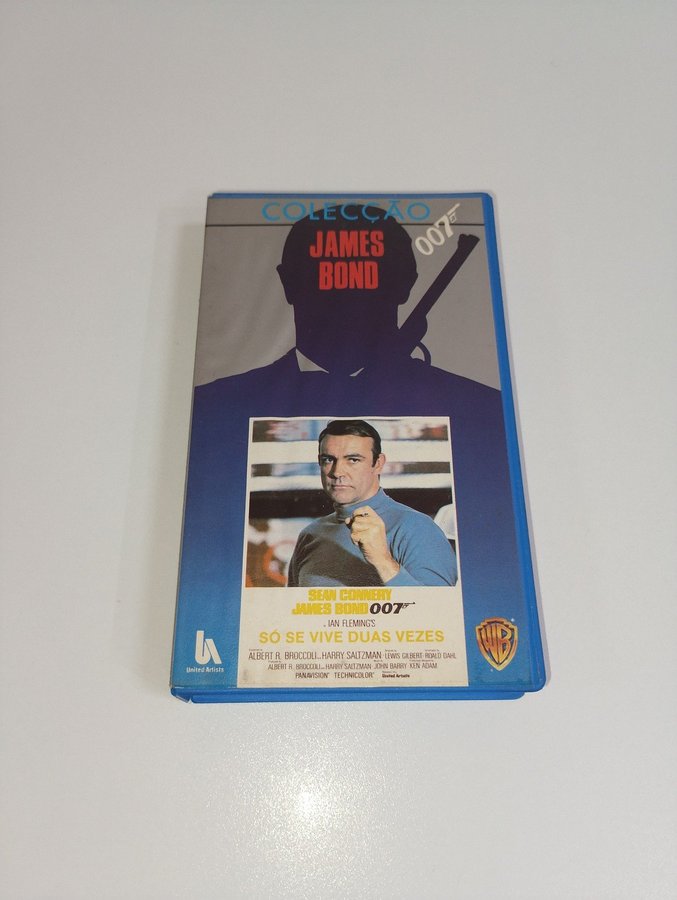 COLECÇÃO
007
JAMES
BOND
SEAN CONNERY
JAMES BOND 007
IAN FLEMING'S
SÓ SE VIVE DUAS VEZES
ALBERT R. BROCCOLI HARRY SALTZMAN LEWIS GILBERT ROALD DAHL
ALBERT R. BROCCOLI HARRY SALTZMAN JOHN BARRY KEN ADAM
PANAVISION® TECHNICOLOR® United Artists
United Artists
WB